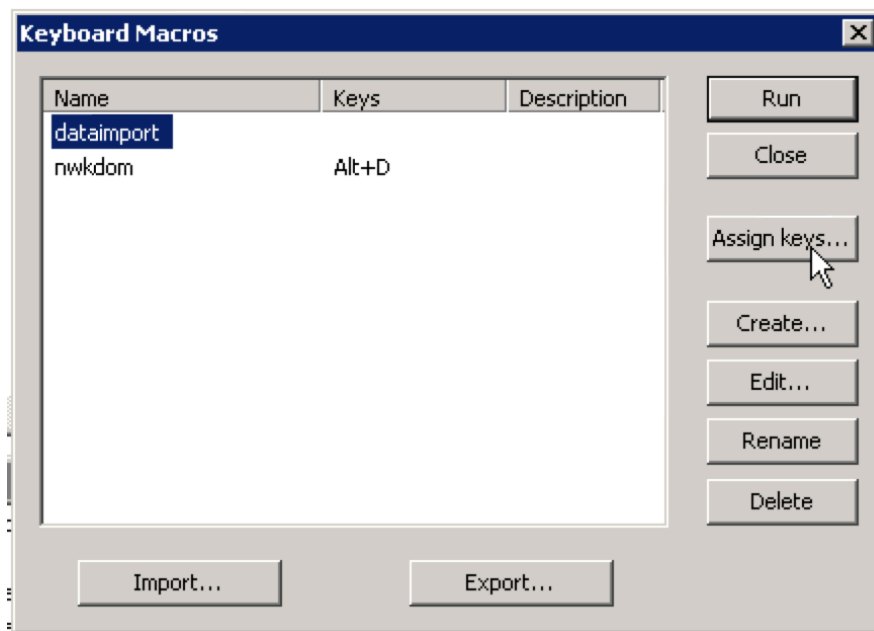 Keyboard Macros
Name Keys Description
dataimport
nwkdom Alt+D
Run
Close
Assign keys...
Create...
Edit...
Rename
Delete
Import... Export...